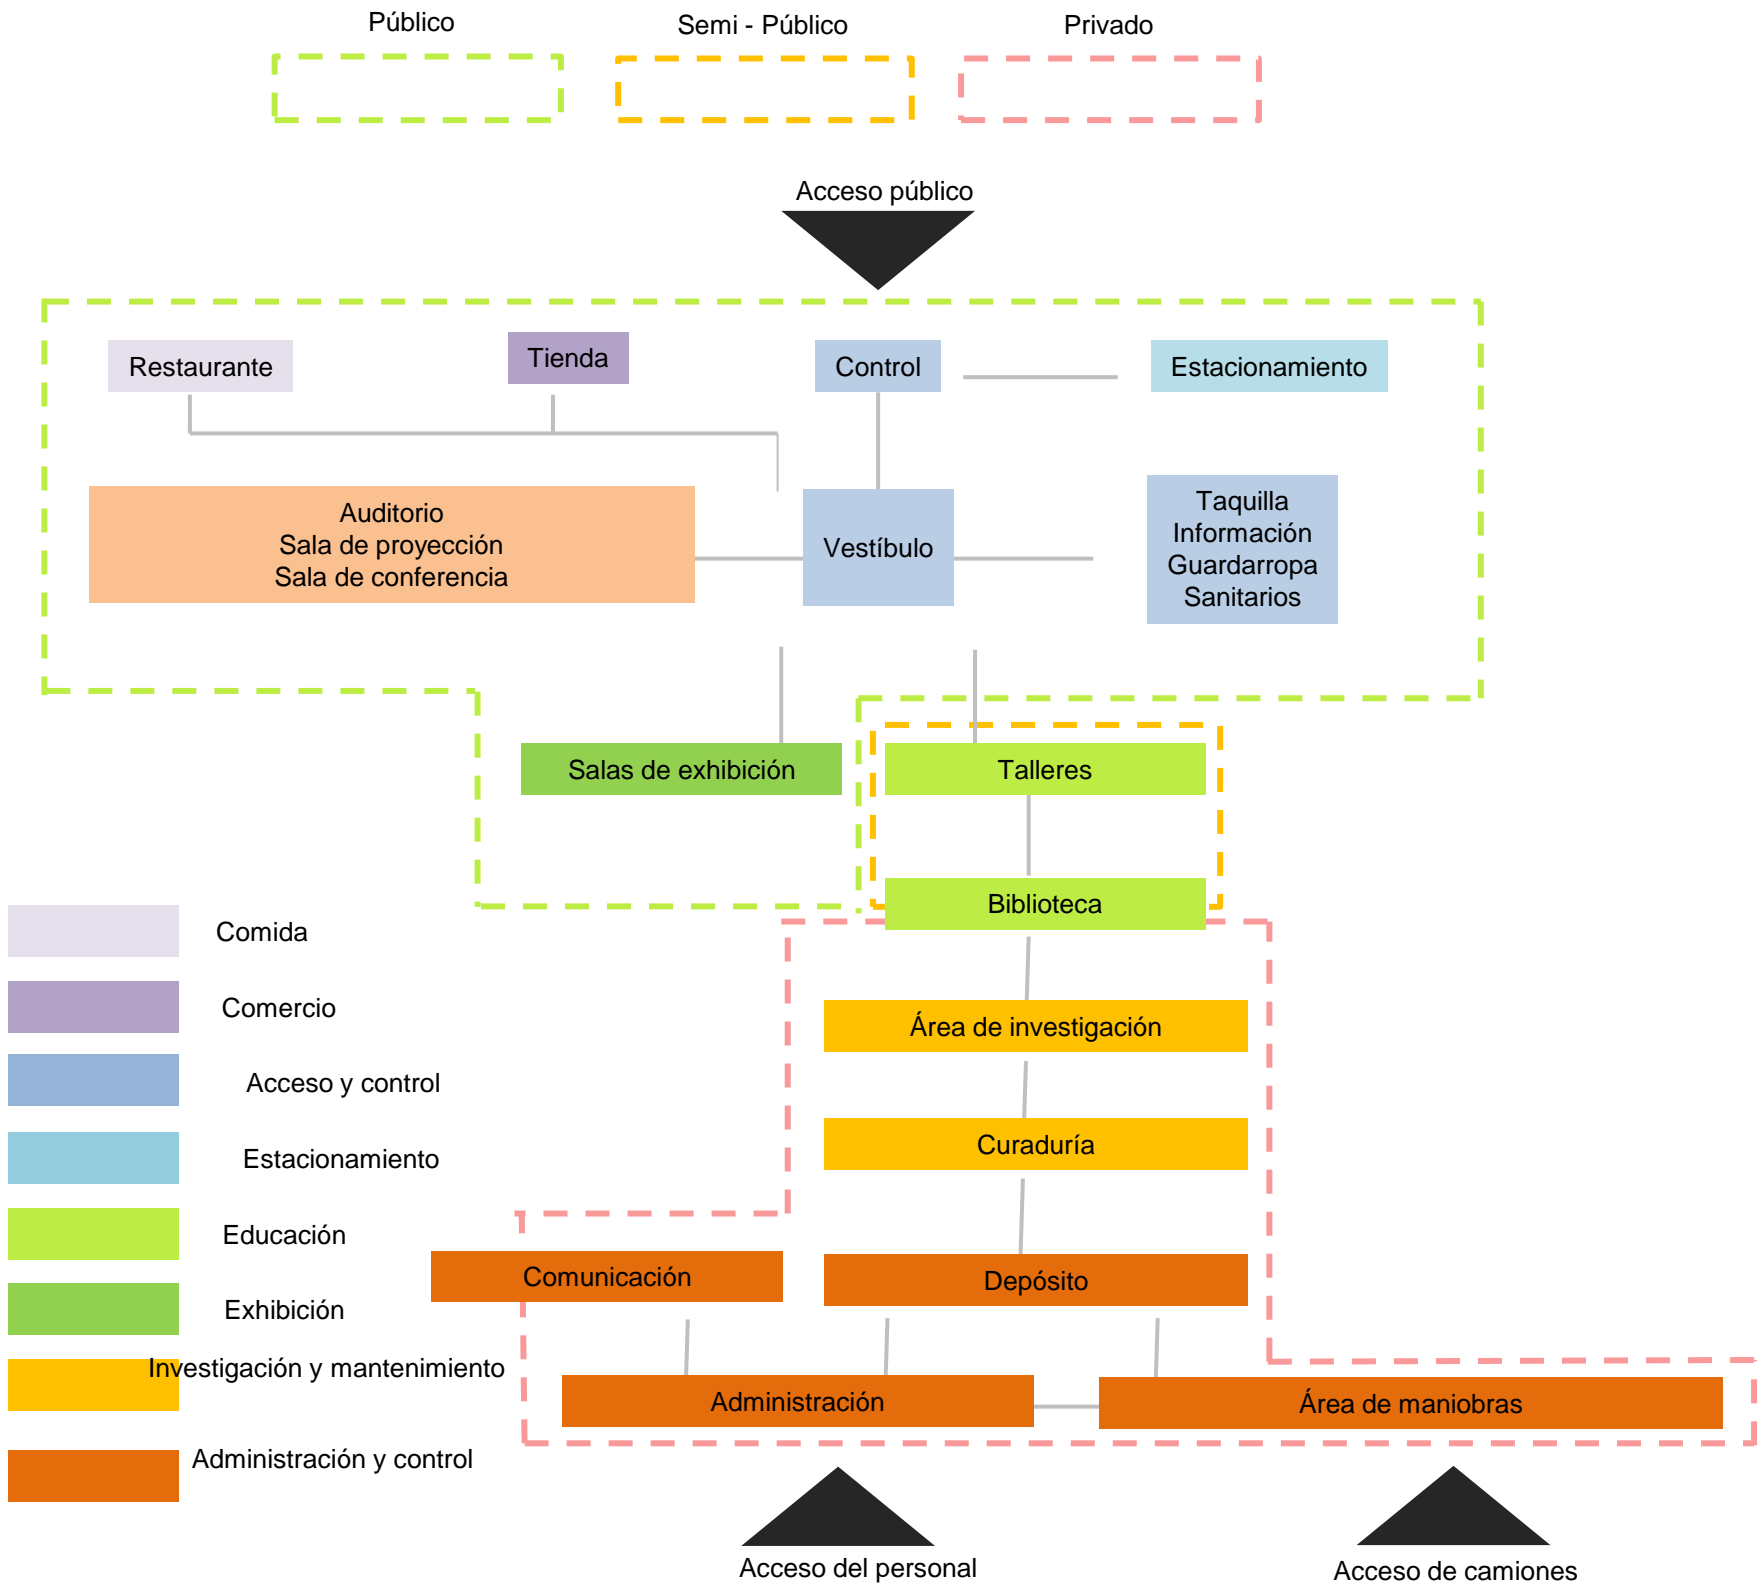 Público
Semi - Público
Privado
Acceso público
Restaurante
Tienda
Control
Estacionamiento
Auditorio
Sala de proyección
Sala de conferencia
Vestíbulo
Taquilla
Información
Guardarropa
Sanitarios
Salas de exhibición
Talleres
Biblioteca
Área de investigación
Curaduría
Comunicación
Depósito
Administración
Área de maniobras
Comida
Comercio
Acceso y control
Estacionamiento
Educación
Exhibición
Investigación y mantenimiento
Administración y control
Acceso del personal
Acceso de camiones